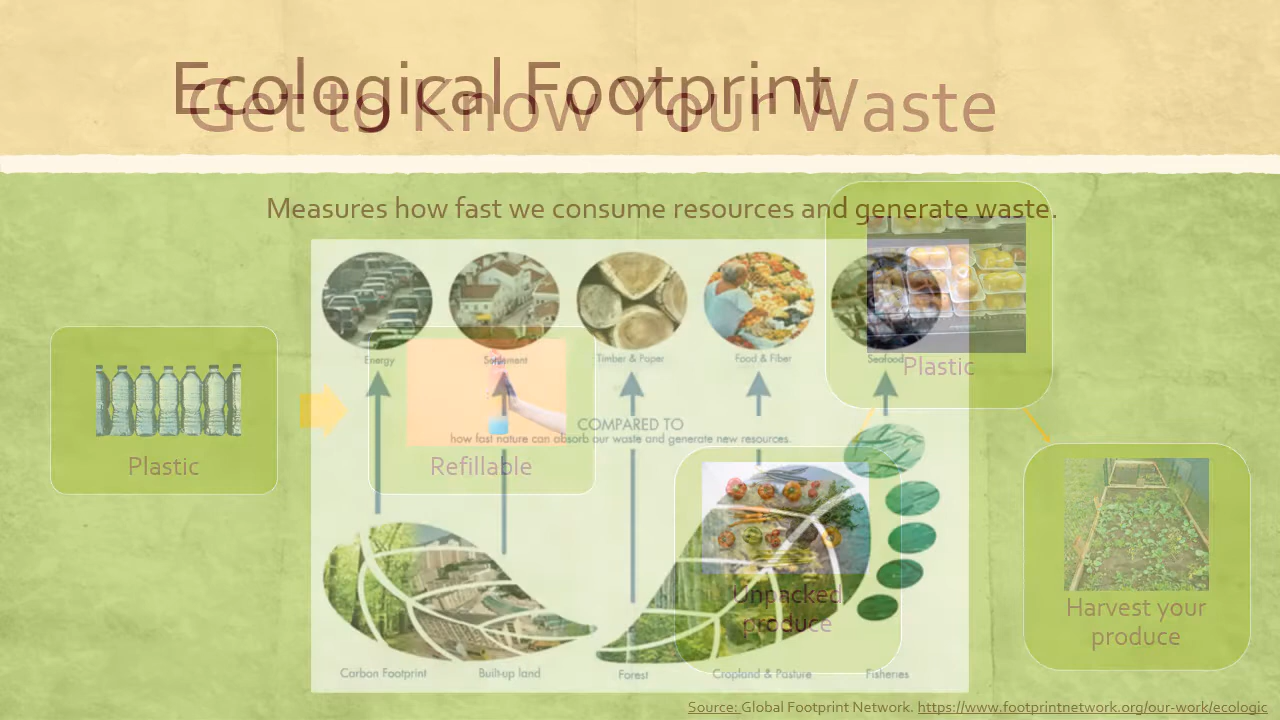 Ecological Footprint
Get to Know Your Waste
Measures how fast we consume resources and generate waste.
Energy
Settlement
Timber & Paper
Food & Fiber
Seafood
Plastic
COMPARED TO
how fast nature can absorb our waste and generate new resources.
Plastic
Refillable
Unpacked
produce
Harvest your
produce
Carbon Footprint
Built-up land
Forest
Cropland & Pasture
Fisheries
Source: Global Footprint Network. https://www.footprintnetwork.org/our-work/ecologic